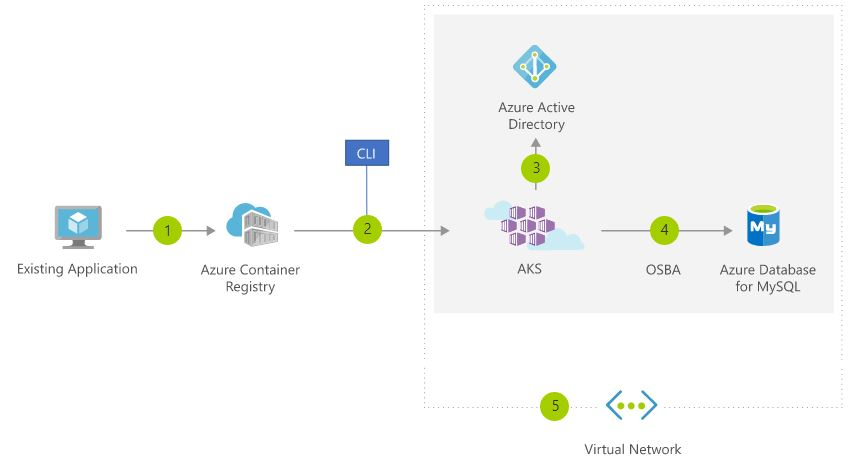 Azure Active
Directory
CLI
3
1
2
4
My
Existing Application
Azure Container
Registry
AKS
OSBA
Azure Database
for MySQL
5
Virtual Network